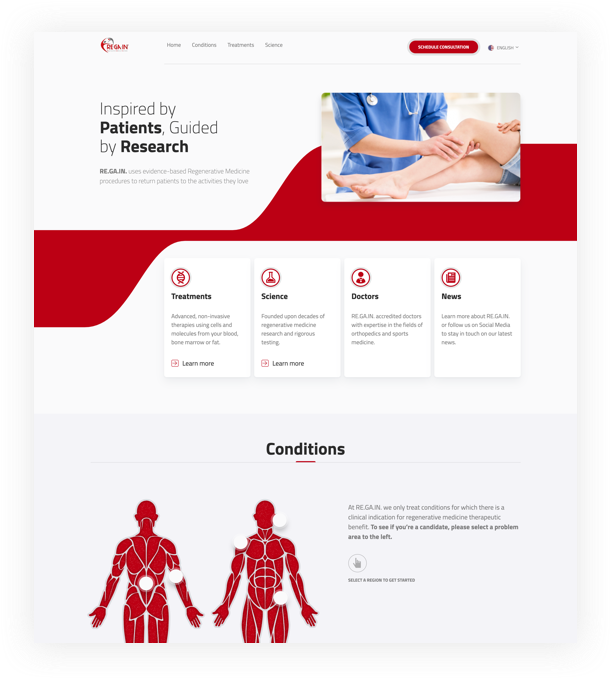 RE.GA.IN
Home Conditions Treatments Science
SCHEDULE CONSULTATION
ENGLISH
Inspired by
Patients, Guided
by Research
RE.GA.IN. uses evidence-based Regenerative Medicine
procedures to return patients to the activities they love
Treatments
Advanced, non-invasive
therapies using cells and
molecules from your blood,
bone marrow or fat.
Learn more
Science
Founded upon decades of
regenerative medicine
research and rigorous
testing.
Learn more
Doctors
RE.GA.IN. accredited doctors
with expertise in the fields of
orthopedics and sports
medicine.
News
Learn more about RE.GA.IN.
or follow us on Social Media
to stay in touch on our latest
news.
Conditions
At RE.GA.IN. we only treat conditions for which there is a
clinical indication for regenerative medicine therapeutic
benefit. To see if you're a candidate, please select a problem
area to the left.
SELECT A REGION TO GET STARTED